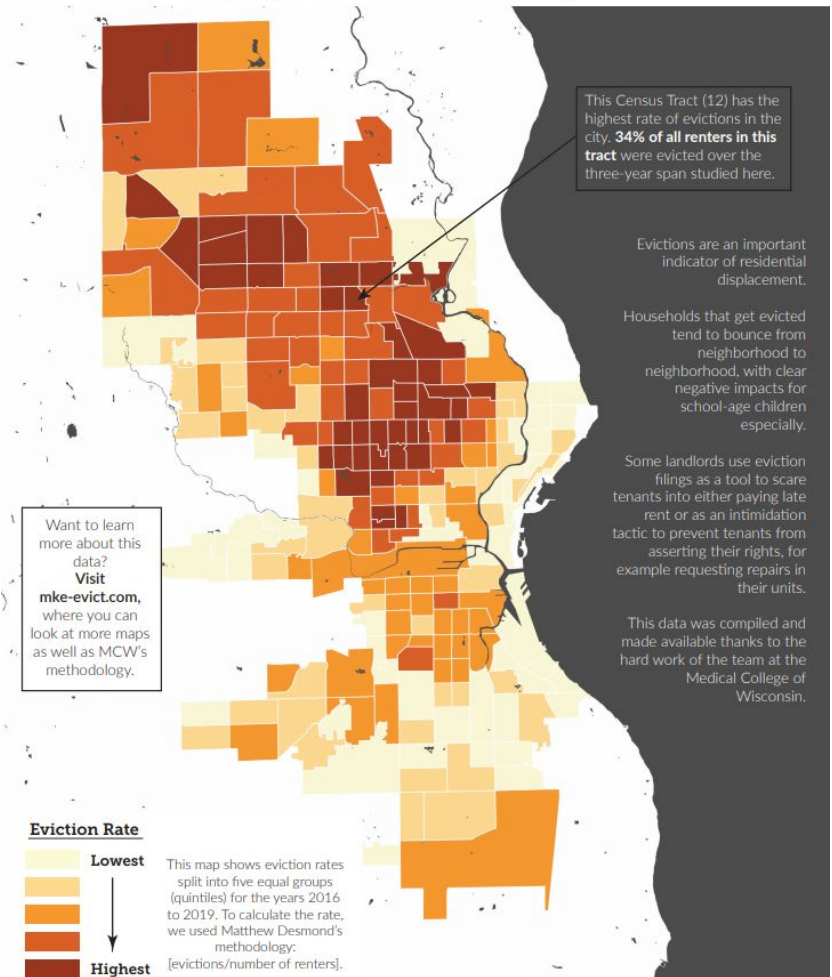 This Census Tract (12) has the
highest rate of evictions in the
city. 34% of all renters in this
tract were evicted over the
three-year span studied here.
Evictions are an important
indicator of residential
displacement.
Households that get evicted
tend to bounce from
neighborhood to
neighborhood, with clear
negative impacts for
school-age children
especially.
Some landlords use eviction
filings as a tool to scare
tenants into either paying late
rent or as an intimidation
tactic to prevent tenants from
asserting their rights, for
example requesting repairs in
their units.
This data was compiled and
made available thanks to the
hard work of the team at the
Medical College of
Wisconsin.
Want to learn
more about this
data?
Visit
mke-evict.com,
where you can
look at more maps
as well as MCW's
methodology.
Eviction Rate
Lowest
Highest
This map shows eviction rates
split into five equal groups
(quintiles) for the years 2016
to 2019. To calculate the rate,
we used Matthew Desmond's
methodology:
[evictions/number of renters].